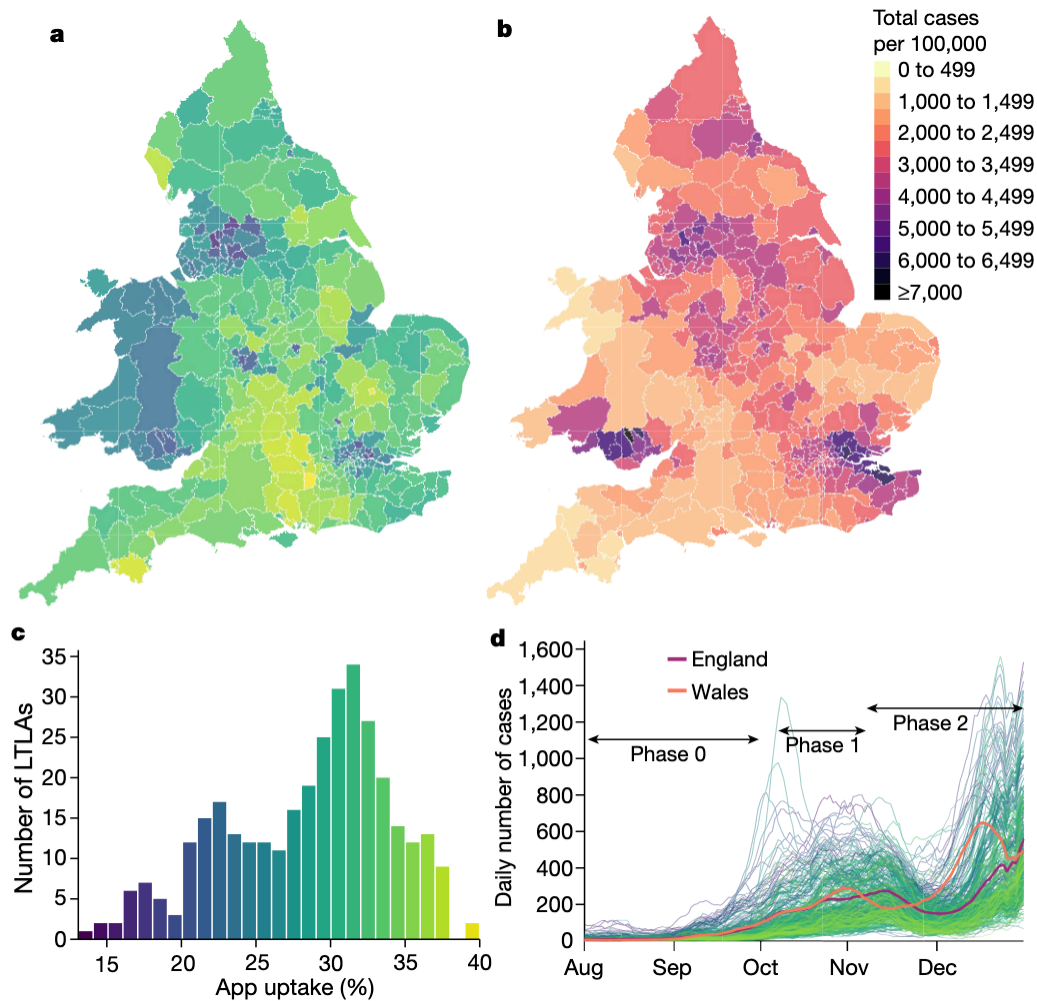 a
b
Total cases
per 100,000
0 to 499
1,000 to 1,499
2,000 to 2,499
3,000 to 3,499
4,000 to 4,499
5,000 to 5,499
6,000 to 6,499
≥7,000
c
35
30
25
20
15
10
5
0
Number of LTLAs
15 20 25 30 35 40
App uptake (%)
d
1,600
1,400
1,200
1,000
800
600
400
200
0
Daily number of cases
England
Wales
Phase 0
Phase 1
Phase 2
Aug Sep Oct Nov Dec